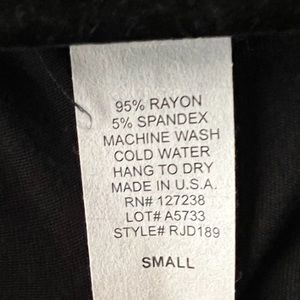 95% RAYON
5% SPANDEX
MACHINE WASH
COLD WATER
HANG TO DRY
MADE IN U.S.A.
RN# 127238
LOT# A5733
STYLE# RJD189
SMALL